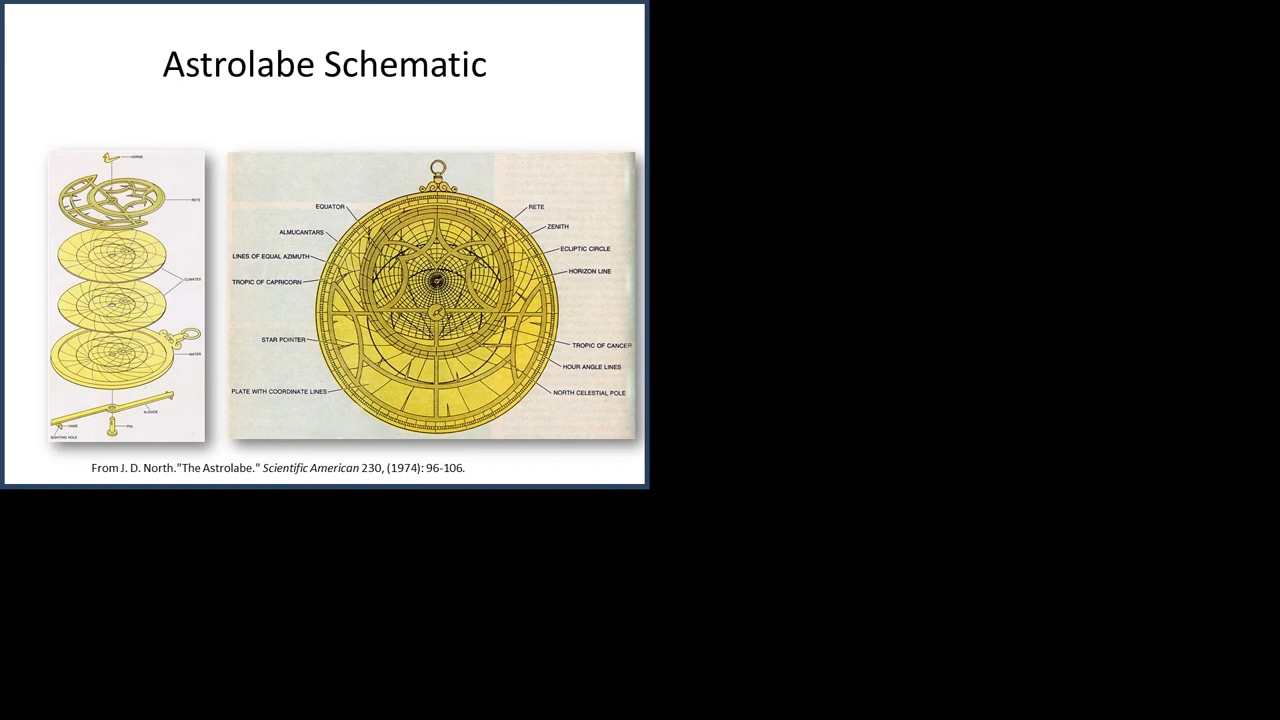 Astrolabe Schematic
HORSE
RETE
CLIMATES
MATER
ALIDADE
VANE
PIN
SIGHTING HOLE
EQUATOR
ALMUCANTARS
LINES OF EQUAL AZIMUTH
TROPIC OF CAPRICORN
STAR POINTER
PLATE WITH COORDINATE LINES
RETE
ZENITH
ECLIPTIC CIRCLE
HORIZON LINE
TROPIC OF CANCER
HOUR ANGLE LINES
NORTH CELESTIAL POLE
From J. D. North."The Astrolabe." Scientific American 230, (1974): 96-106.